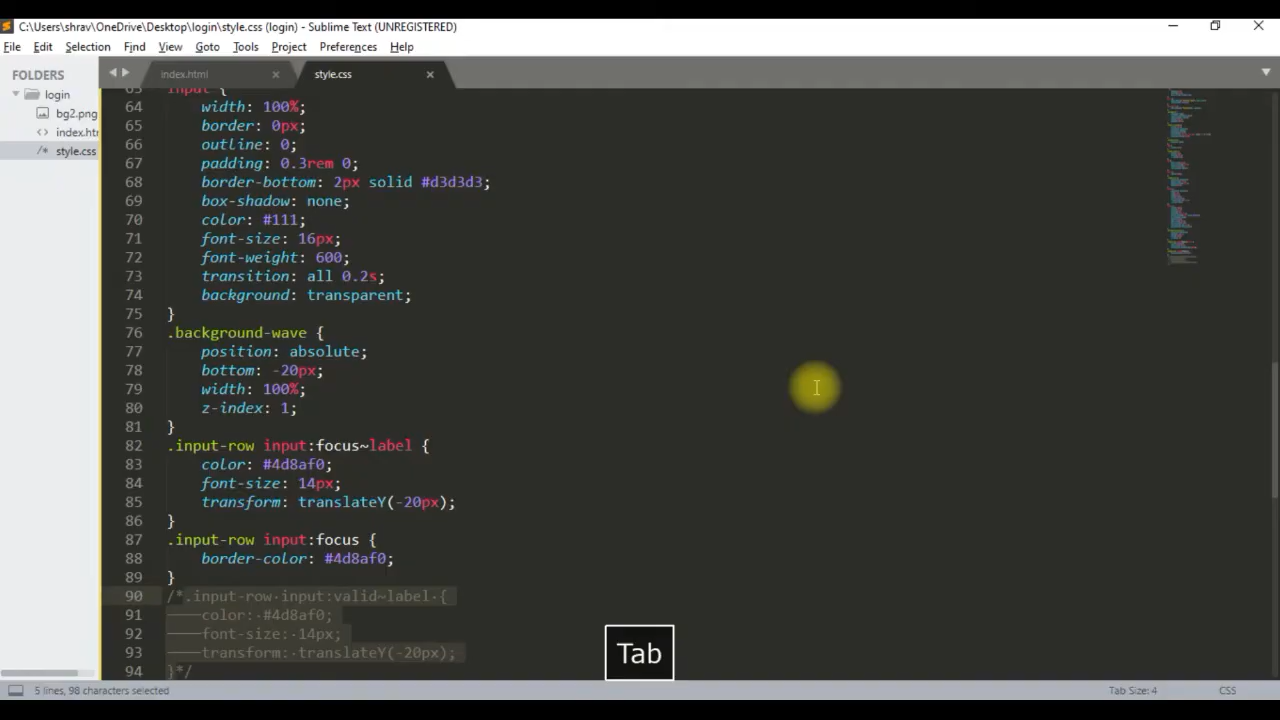 C:\Users\shrav\OneDrive\Desktop\login\style.css (login) - Sublime Text (UNREGISTERED)
File Edit Selection Find View Goto Tools Project Preferences Help
FOLDERS
login
bg2.png
index.htm
style.css
index.html
style.css
63 input {
64 width: 100%;
65 border: 0px;
66 outline: 0;
67 padding: 0.3rem 0;
68 border-bottom: 2px solid #d3d3d3;
69 box-shadow: none;
70 color: #111;
71 font-size: 16px;
72 font-weight: 600;
73 transition: all 0.2s;
74 background: transparent;
75 }
76 .background-wave {
77 position: absolute;
78 bottom: -20px;
79 width: 100%;
80 z-index: 1;
81 }
82 .input-row input:focus~label {
83 color: #4d8af0;
84 font-size: 14px;
85 transform: translateY(-20px);
86 }
87 .input-row input:focus {
88 border-color: #4d8af0;
89 }
90 /*.input-row input:valid~label {
91 color: #4d8af0;
92 font-size: 14px;
93 transform: translateY(-20px);
94 }*/
Tab
5 lines, 98 characters selected
Tab Size: 4
CSS